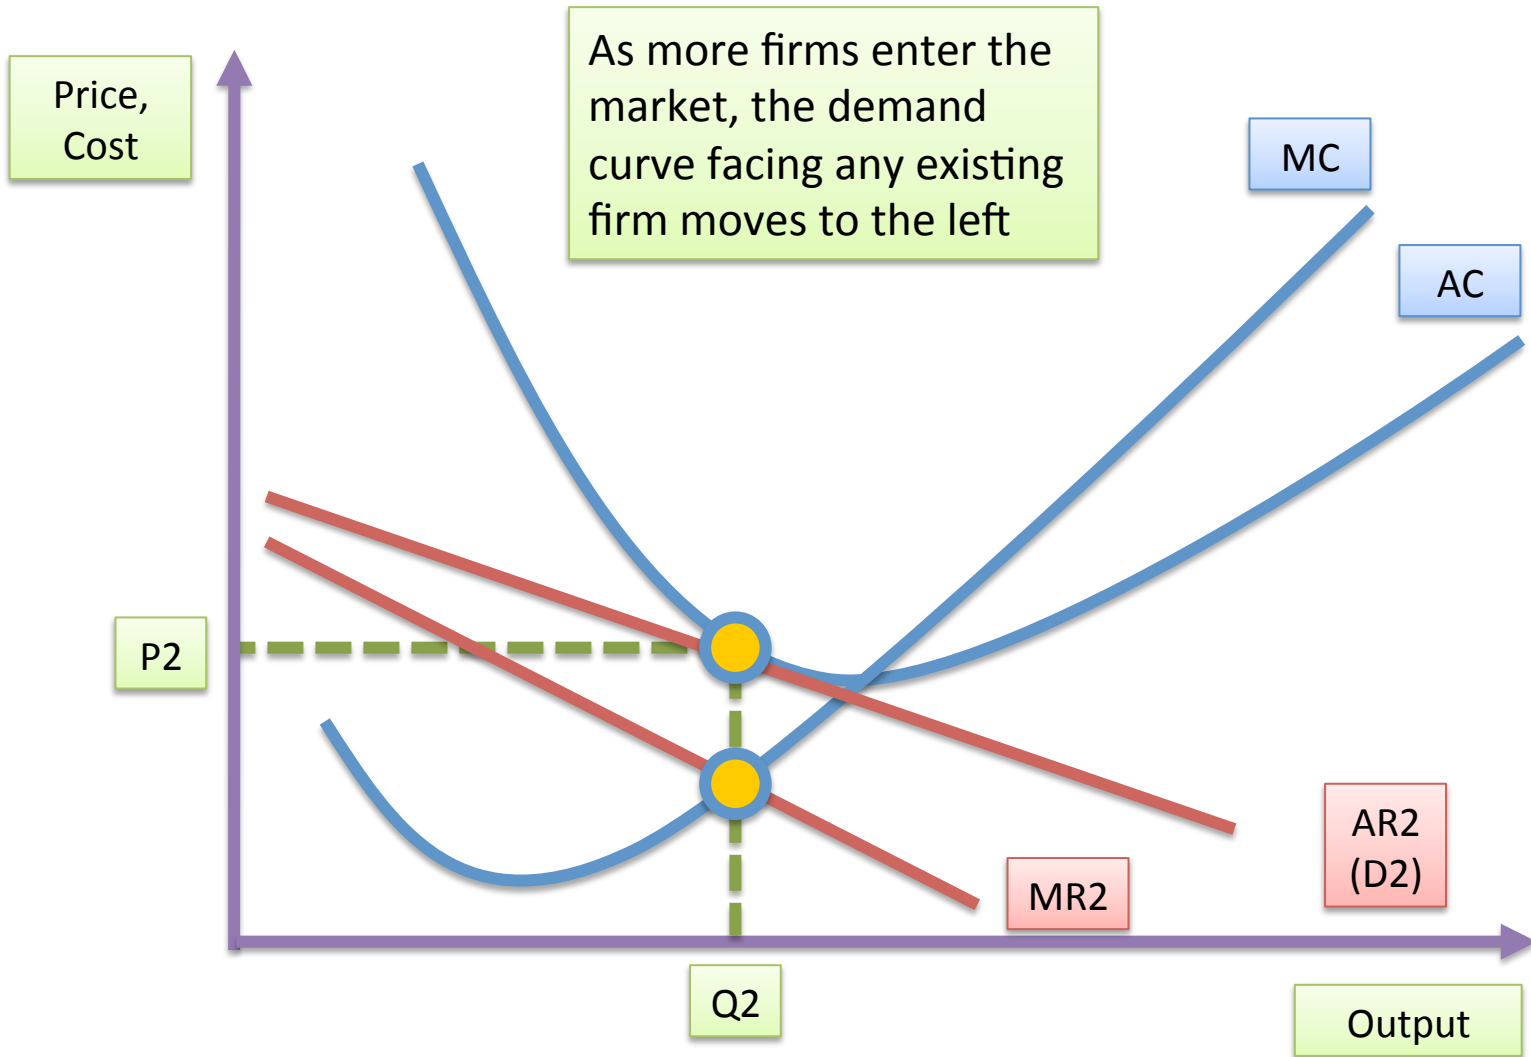 Price,
Cost
As more firms enter the
market, the demand
curve facing any existing
firm moves to the left
MC
AC
P2
AR2
(D2)
MR2
Q2
Output